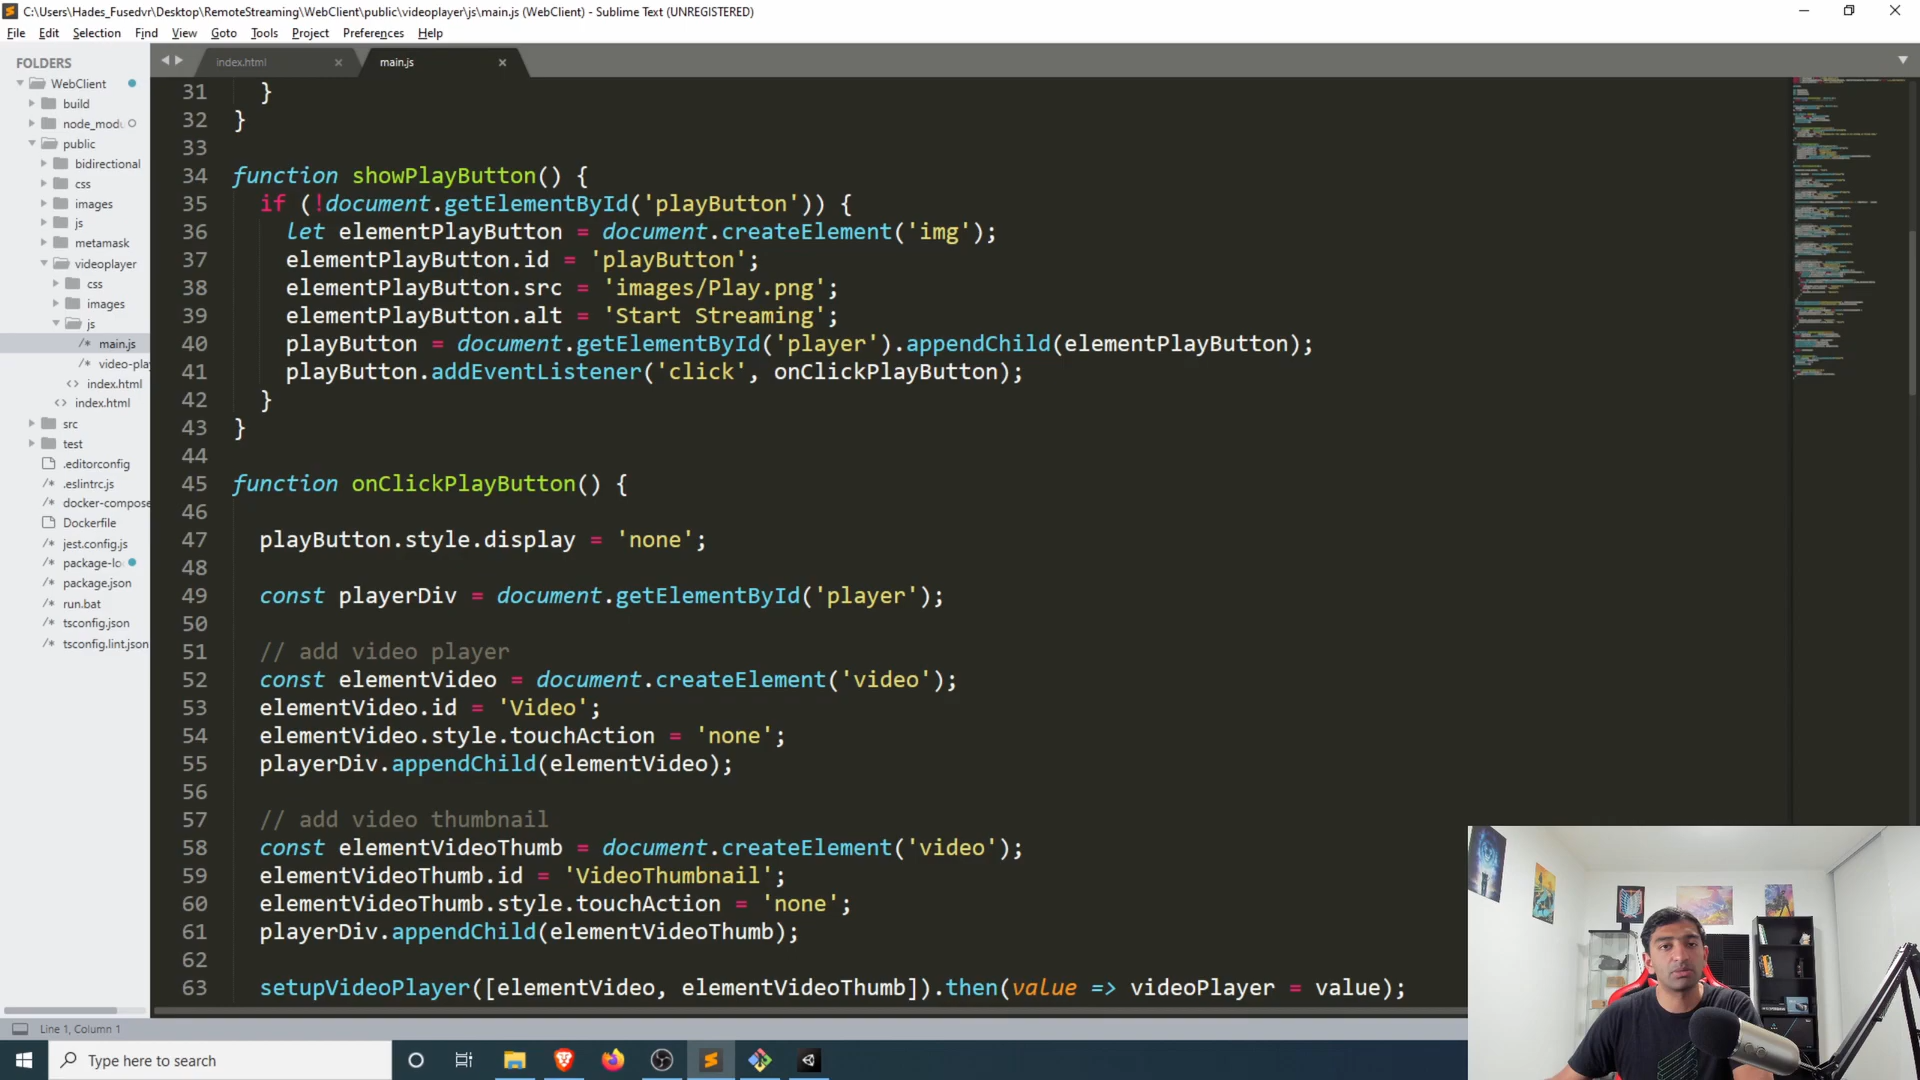 C:\Users\Hades_Fusedvr\Desktop\RemoteStreaming\WebClient\public\videoplayer\js\main.js (WebClient) - Sublime Text (UNREGISTERED)
File Edit Selection Find View Goto Tools Project Preferences Help
FOLDERS
WebClient
build
node_modu
public
bidirectional
css
images
js
metamask
videoplayer
css
images
js
/* main.js
/* video-play
<> index.html
<> index.html
src
test
.editorconfig
/* .eslintrc.js
/* docker-compose
Dockerfile
/* jest.config.js
/* package-lo
/* package.json
run.bat
/* tsconfig.json
/* tsconfig.lint.json
index.html
main.js
31 }
32 }
33
34 function showPlayButton() {
35 if (!document.getElementById('playButton')) {
36 let elementPlayButton = document.createElement('img');
37 elementPlayButton.id = 'playButton';
38 elementPlayButton.src = 'images/Play.png';
39 elementPlayButton.alt = 'Start Streaming';
40 playButton = document.getElementById('player').appendChild(elementPlayButton);
41 playButton.addEventListener('click', onClickPlayButton);
42 }
43 }
44
45 function onClickPlayButton() {
46
47 playButton.style.display = 'none';
48
49 const playerDiv = document.getElementById('player');
50
51 // add video player
52 const elementVideo = document.createElement('video');
53 elementVideo.id = 'Video';
54 elementVideo.style.touchAction = 'none';
55 playerDiv.appendChild(elementVideo);
56
57 // add video thumbnail
58 const elementVideoThumb = document.createElement('video');
59 elementVideoThumb.id = 'VideoThumbnail';
60 elementVideoThumb.style.touchAction = 'none';
61 playerDiv.appendChild(elementVideoThumb);
62
63 setupVideoPlayer([elementVideo, elementVideoThumb]).then(value => videoPlayer = value);
Line 1, Column 1
Type here to search